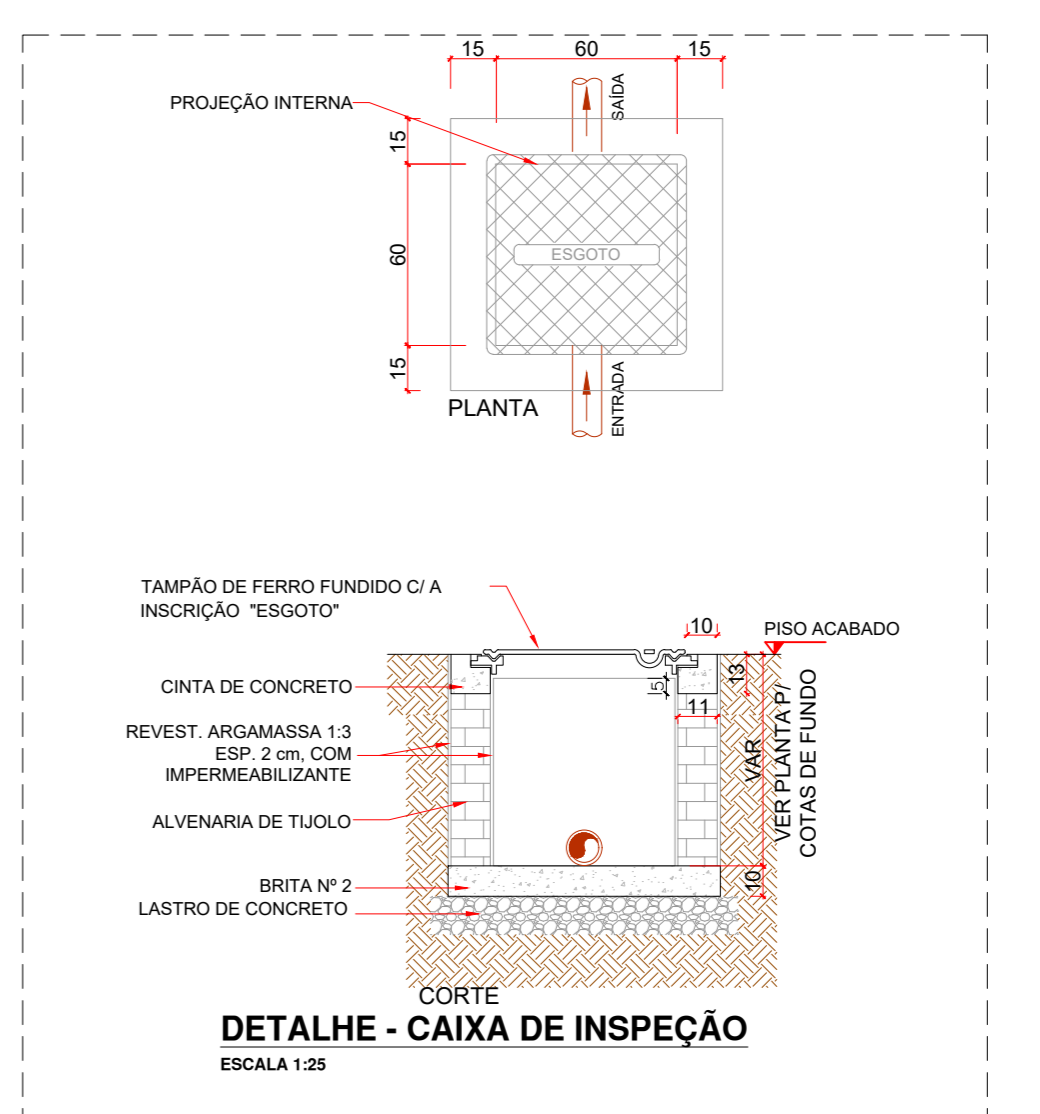 15 60 15
SAÍDA
PROJEÇÃO INTERNA
15
60
ESGOTO
15
ENTRADA
PLANTA
TAMPÃO DE FERRO FUNDIDO C/ A
INSCRIÇÃO "ESGOTO"
10
PISO ACABADO
CINTA DE CONCRETO
5
13
11
REVEST. ARGAMASSA 1:3
ESP. 2 cm, COM
IMPERMEABILIZANTE
VAR
VER PLANTA P/
COTAS DE FUNDO
ALVENARIA DE TIJOLO
BRITA Nº 2
10
LASTRO DE CONCRETO
CORTE
DETALHE - CAIXA DE INSPEÇÃO
ESCALA 1:25